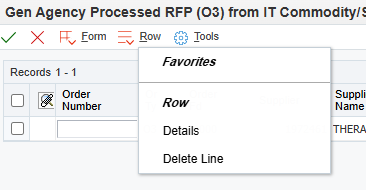 Gen Agency Processed RFP (O3) from IT Commodity/S
Form Row Tools
Favorites
Records 1 - 1
Row
Order
Number
Suppli
Name
Details
THERA
Delete Line